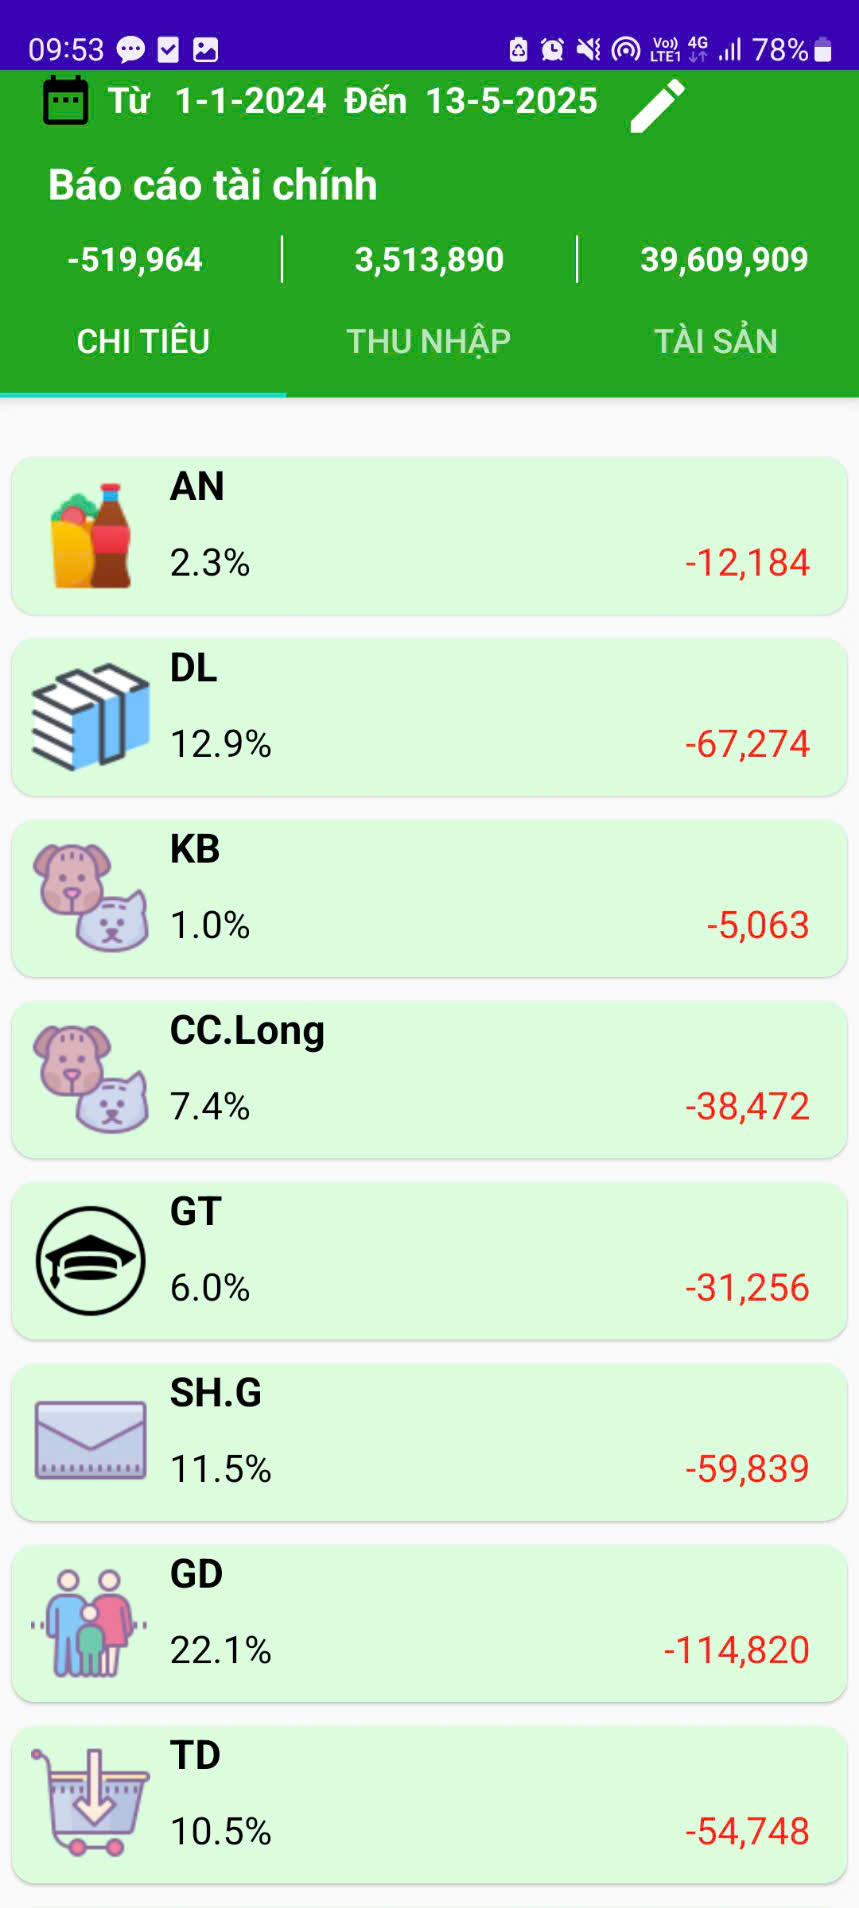 09:53 Vo)) LTE1 4G 78%
Từ 1-1-2024 Đến 13-5-2025
Báo cáo tài chính
-519,964 3,513,890 39,609,909
CHI TIÊU THU NHẬP TÀI SẢN
AN
2.3% -12,184
DL
12.9% -67,274
KB
1.0% -5,063
CC.Long
7.4% -38,472
GT
6.0% -31,256
SH.G
11.5% -59,839
GD
22.1% -114,820
TD
10.5% -54,748